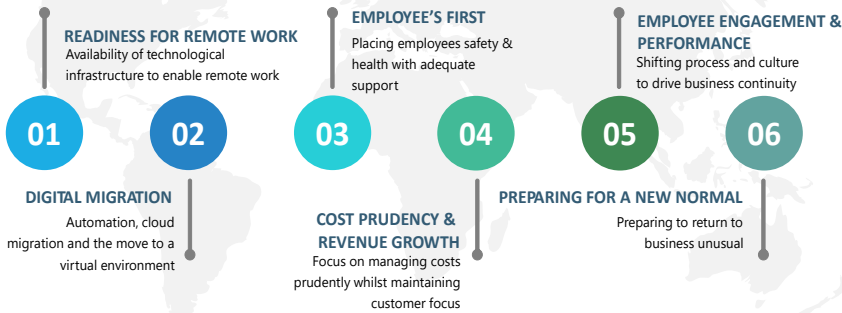 READINESS FOR REMOTE WORK
Availability of technological
infrastructure to enable remote work
EMPLOYEE'S FIRST
Placing employees safety &
health with adequate
support
EMPLOYEE ENGAGEMENT &
PERFORMANCE
Shifting process and culture
to drive business continuity
01
02
03
04
05
06
DIGITAL MIGRATION
Automation, cloud
migration and the move to a
virtual environment
COST PRUDENCY &
REVENUE GROWTH
Focus on managing costs
prudently whilst maintaining
customer focus
PREPARING FOR A NEW NORMAL
Preparing to return to
business unusual